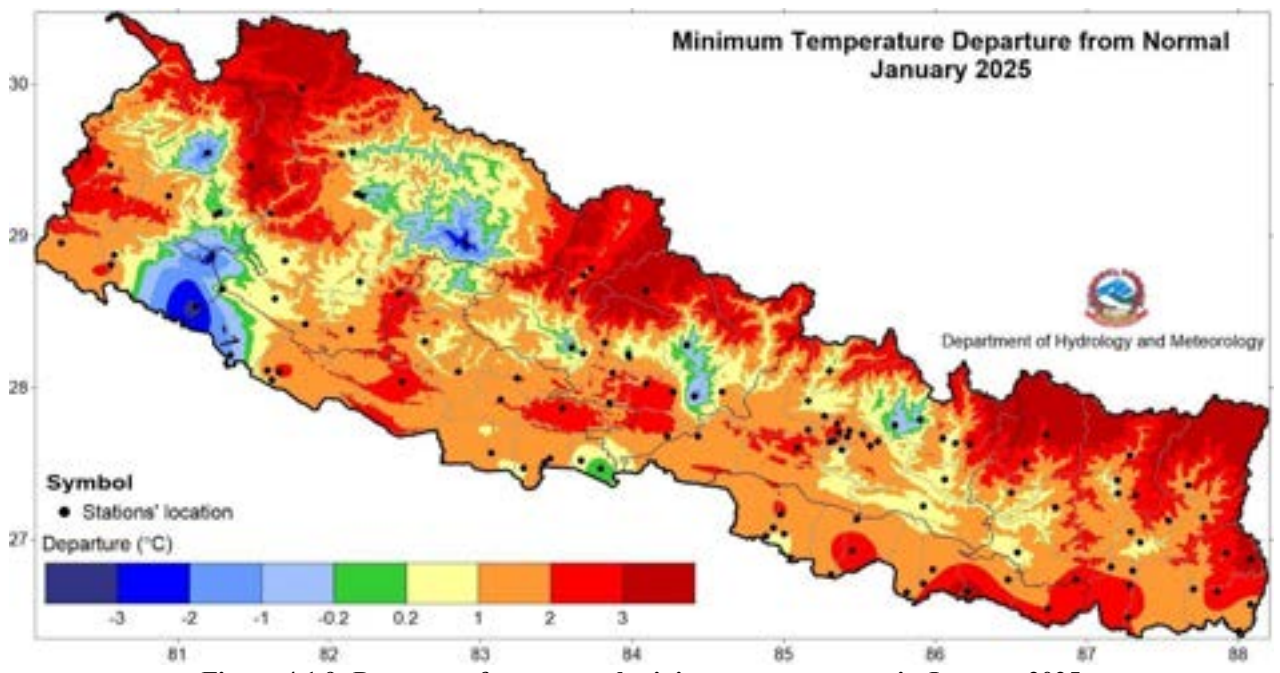 Minimum Temperature Departure from Normal
January 2025
30
29
28
27
Department of Hydrology and Meteorology
Symbol
Stations' location
Departure (°C)
-3 -2 -1 -0.2 0.2 1 2 3
81 82 83 84 85 86 87 88